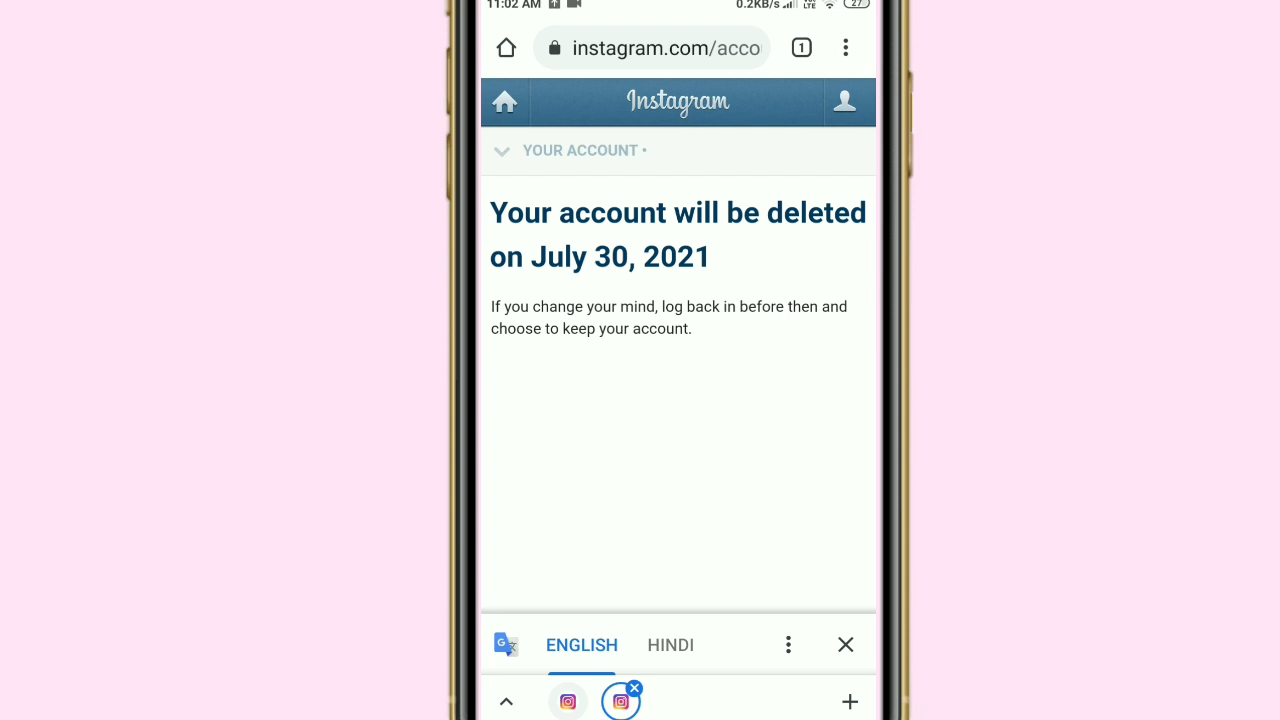 11:02 AM 0.2KB/s VoLTE 27
instagram.com/acco
1
Instagram
YOUR ACCOUNT •
Your account will be deleted
on July 30, 2021
If you change your mind, log back in before then and
choose to keep your account.
G ENGLISH HINDI